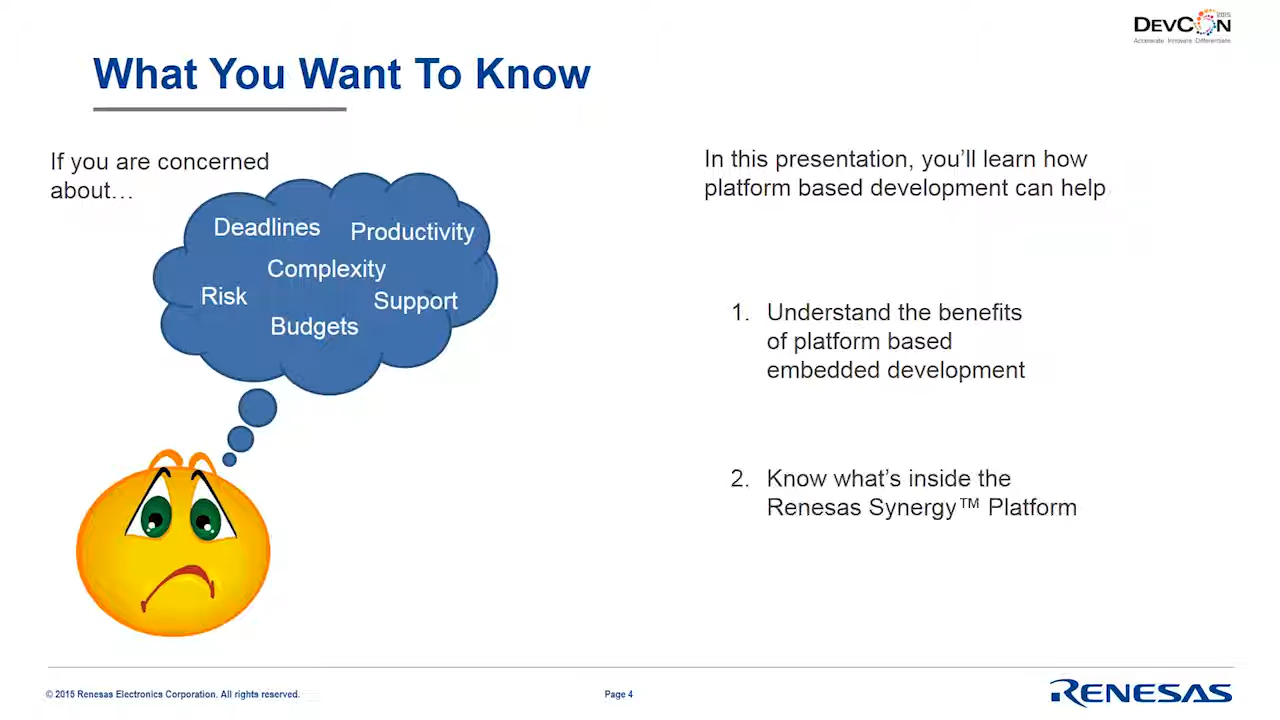 2015
DEVCON
Accelerate. Innovate. Differentiate.
What You Want To Know
If you are concerned
about…
Deadlines
Productivity
Complexity
Risk
Support
Budgets
In this presentation, you’ll learn how
platform based development can help
1. Understand the benefits
of platform based
embedded development
2. Know what’s inside the
Renesas Synergy™ Platform
© 2015 Renesas Electronics Corporation. All rights reserved.
Page 4
RENESAS